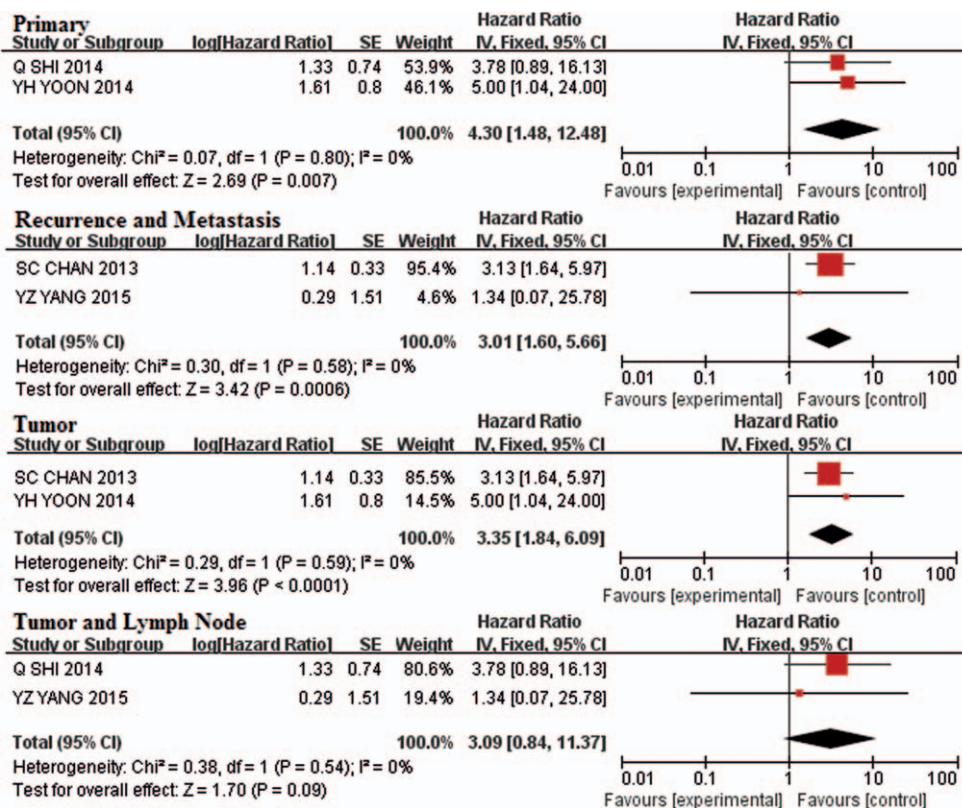 Primary Hazard Ratio Hazard Ratio
Study or Subgroup log[Hazard Ratio] SE Weight IV, Fixed, 95% CI IV, Fixed, 95% CI
Q SHI 2014 1.33 0.74 53.9% 3.78 [0.89, 16.13]
YH YOON 2014 1.61 0.8 46.1% 5.00 [1.04, 24.00]
Total (95% CI) 100.0% 4.30 [1.48, 12.48]
Heterogeneity: Chi² = 0.07, df = 1 (P = 0.80); I² = 0%
Test for overall effect: Z = 2.69 (P = 0.007)
0.01 0.1 1 10 100
Favours [experimental] Favours [control]
Recurrence and Metastasis Hazard Ratio Hazard Ratio
Study or Subgroup log[Hazard Ratio] SE Weight IV, Fixed, 95% CI IV, Fixed, 95% CI
SC CHAN 2013 1.14 0.33 95.4% 3.13 [1.64, 5.97]
YZ YANG 2015 0.29 1.51 4.6% 1.34 [0.07, 25.78]
Total (95% CI) 100.0% 3.01 [1.60, 5.66]
Heterogeneity: Chi² = 0.30, df = 1 (P = 0.58); I² = 0%
Test for overall effect: Z = 3.42 (P = 0.0006)
0.01 0.1 1 10 100
Favours [experimental] Favours [control]
Tumor Hazard Ratio Hazard Ratio
Study or Subgroup log[Hazard Ratio] SE Weight IV, Fixed, 95% CI IV, Fixed, 95% CI
SC CHAN 2013 1.14 0.33 85.5% 3.13 [1.64, 5.97]
YH YOON 2014 1.61 0.8 14.5% 5.00 [1.04, 24.00]
Total (95% CI) 100.0% 3.35 [1.84, 6.09]
Heterogeneity: Chi² = 0.29, df = 1 (P = 0.59); I² = 0%
Test for overall effect: Z = 3.96 (P < 0.0001)
0.01 0.1 1 10 100
Favours [experimental] Favours [control]
Tumor and Lymph Node Hazard Ratio Hazard Ratio
Study or Subgroup log[Hazard Ratio] SE Weight IV, Fixed, 95% CI IV, Fixed, 95% CI
Q SHI 2014 1.33 0.74 80.6% 3.78 [0.89, 16.13]
YZ YANG 2015 0.29 1.51 19.4% 1.34 [0.07, 25.78]
Total (95% CI) 100.0% 3.09 [0.84, 11.37]
Heterogeneity: Chi² = 0.38, df = 1 (P = 0.54); I² = 0%
Test for overall effect: Z = 1.70 (P = 0.09)
0.01 0.1 1 10 100
Favours [experimental] Favours [control]